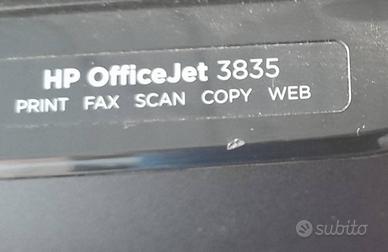 HP OfficeJet 3835
PRINT FAX SCAN COPY WEB
subito